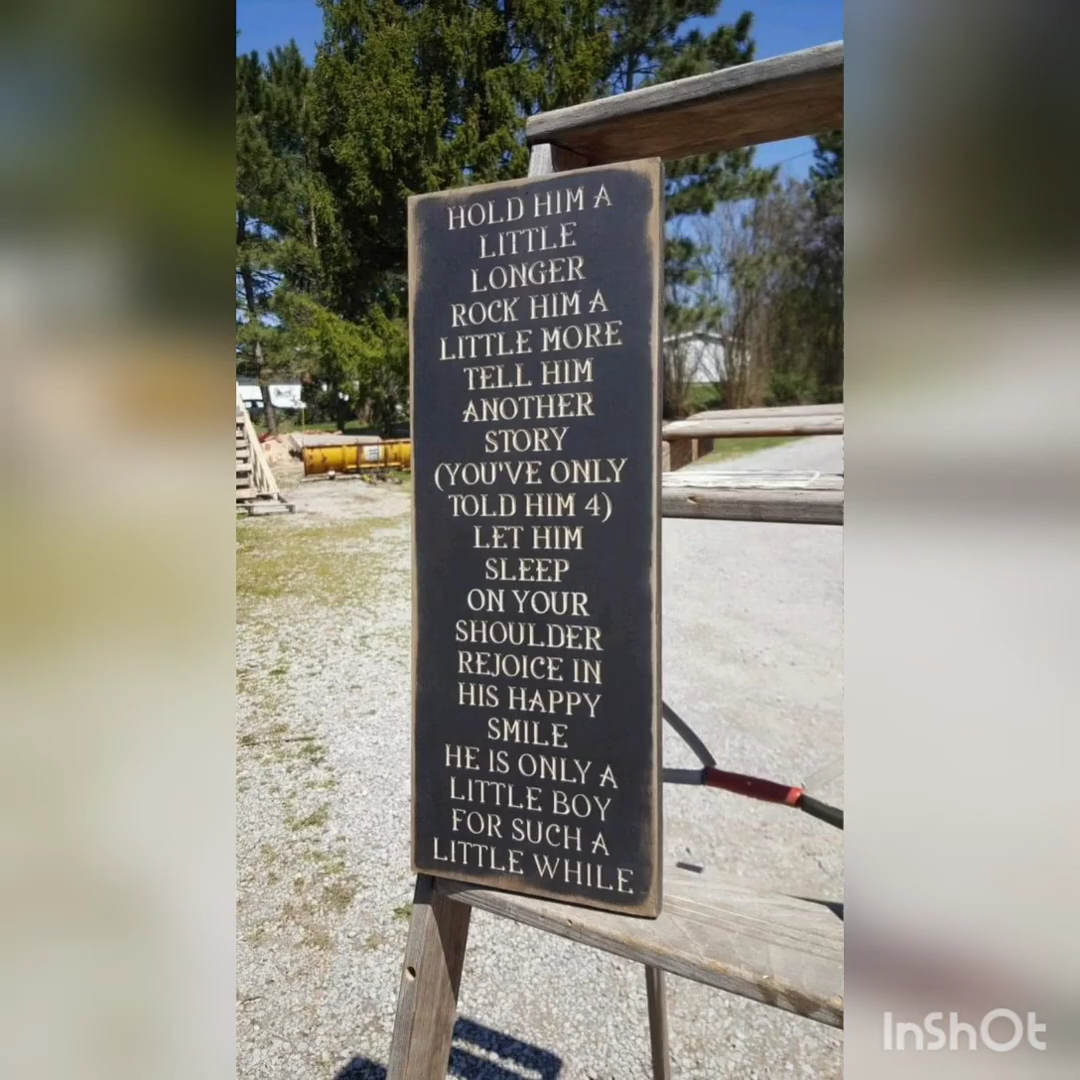 HOLD HIM A
LITTLE
LONGER
ROCK HIM A
LITTLE MORE
TELL HIM
ANOTHER
STORY
(YOU'VE ONLY
TOLD HIM 4)
LET HIM
SLEEP
ON YOUR
SHOULDER
REJOICE IN
HIS HAPPY
SMILE
HE IS ONLY A
LITTLE BOY
FOR SUCH A
LITTLE WHILE
InShOt